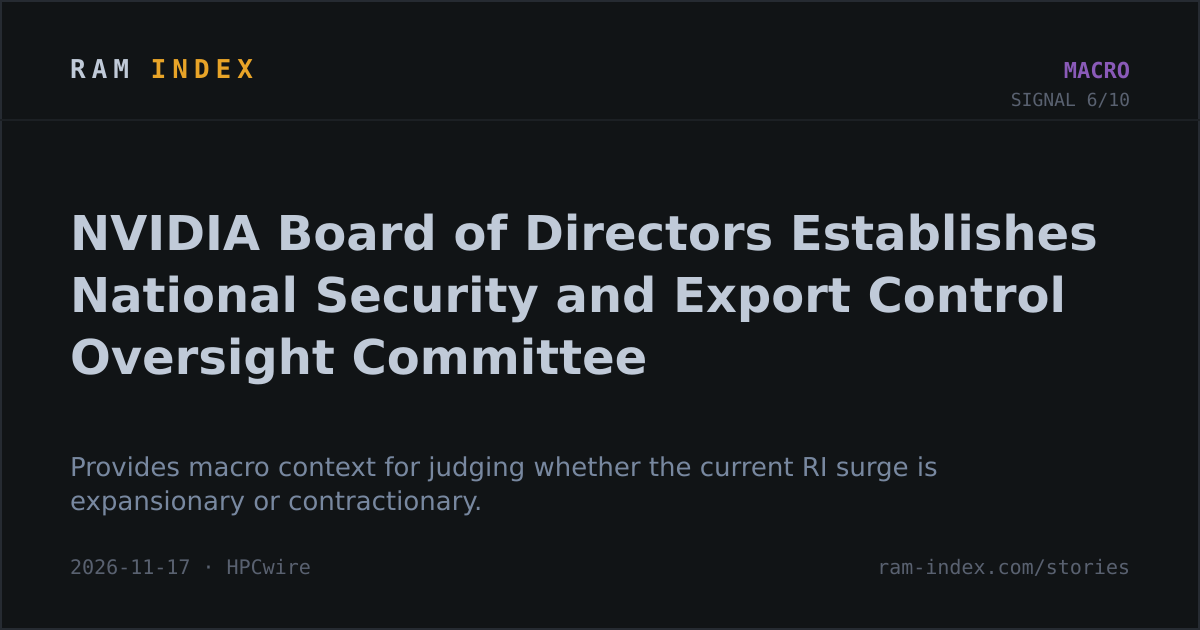 RAM INDEX
MACRO
SIGNAL 6/10
NVIDIA Board of Directors Establishes
National Security and Export Control
Oversight Committee
Provides macro context for judging whether the current RI surge is
expansionary or contractionary.
2026-11-17 · HPCwire
ram-index.com/stories